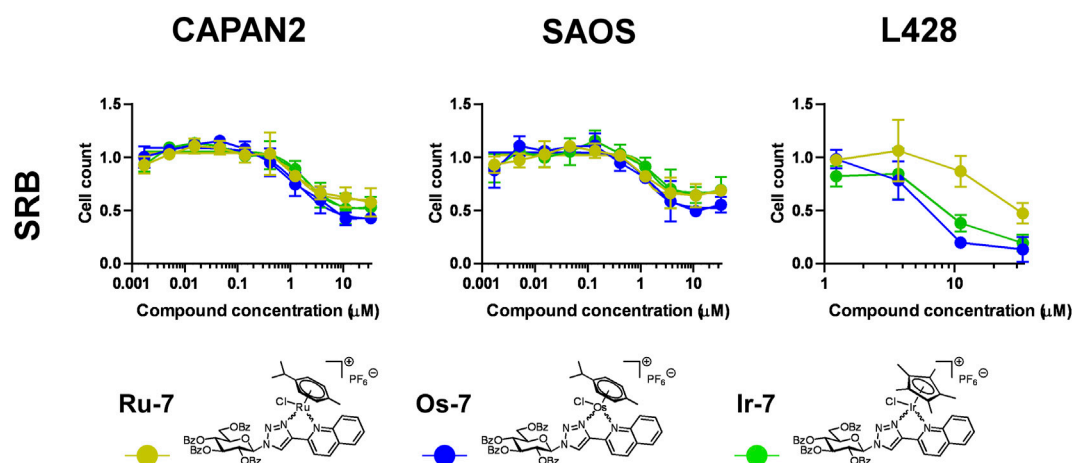 CAPAN2 SAOS L428
SRB
Cell count
1.5
1.0
0.5
0.0
0.001 0.01 0.1 1 10
Compound concentration (μM)
Cell count
1.5
1.0
0.5
0.0
0.001 0.01 0.1 1 10
Compound concentration (μM)
Cell count
1.5
1.0
0.5
0.0
1 10
Compound concentration (μM)
Ru-7
⊕
PF₆ ⊖
Cl
Ru
N
N
N
N
OBz
O
BzO
BzO
OBz
Os-7
⊕
PF₆ ⊖
Cl
Os
N
N
N
N
OBz
O
BzO
BzO
OBz
Ir-7
⊕
PF₆ ⊖
Cl
Ir
N
N
N
N
OBz
O
BzO
BzO
OBz